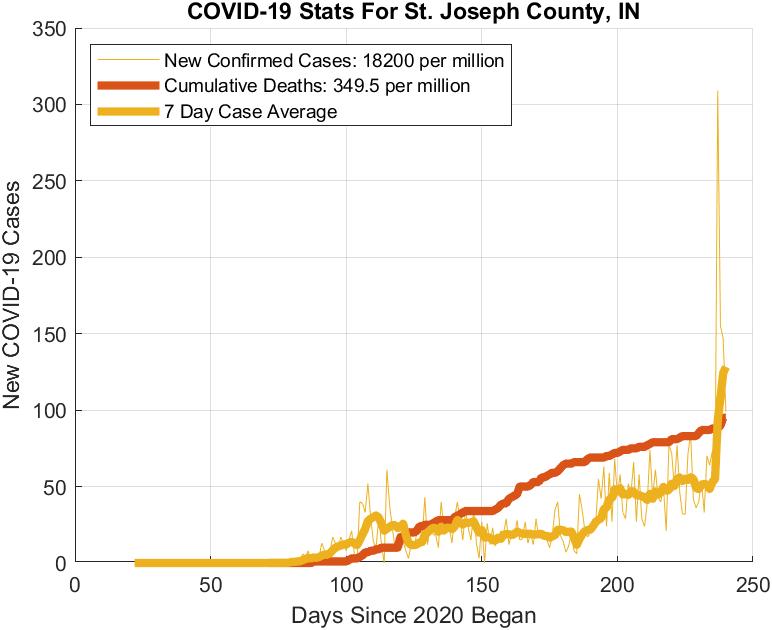 COVID-19 Stats For St. Joseph County, IN
350
300
250
200
150
100
50
0
New COVID-19 Cases
New Confirmed Cases: 18200 per million
Cumulative Deaths: 349.5 per million
7 Day Case Average
0 50 100 150 200 250
Days Since 2020 Began